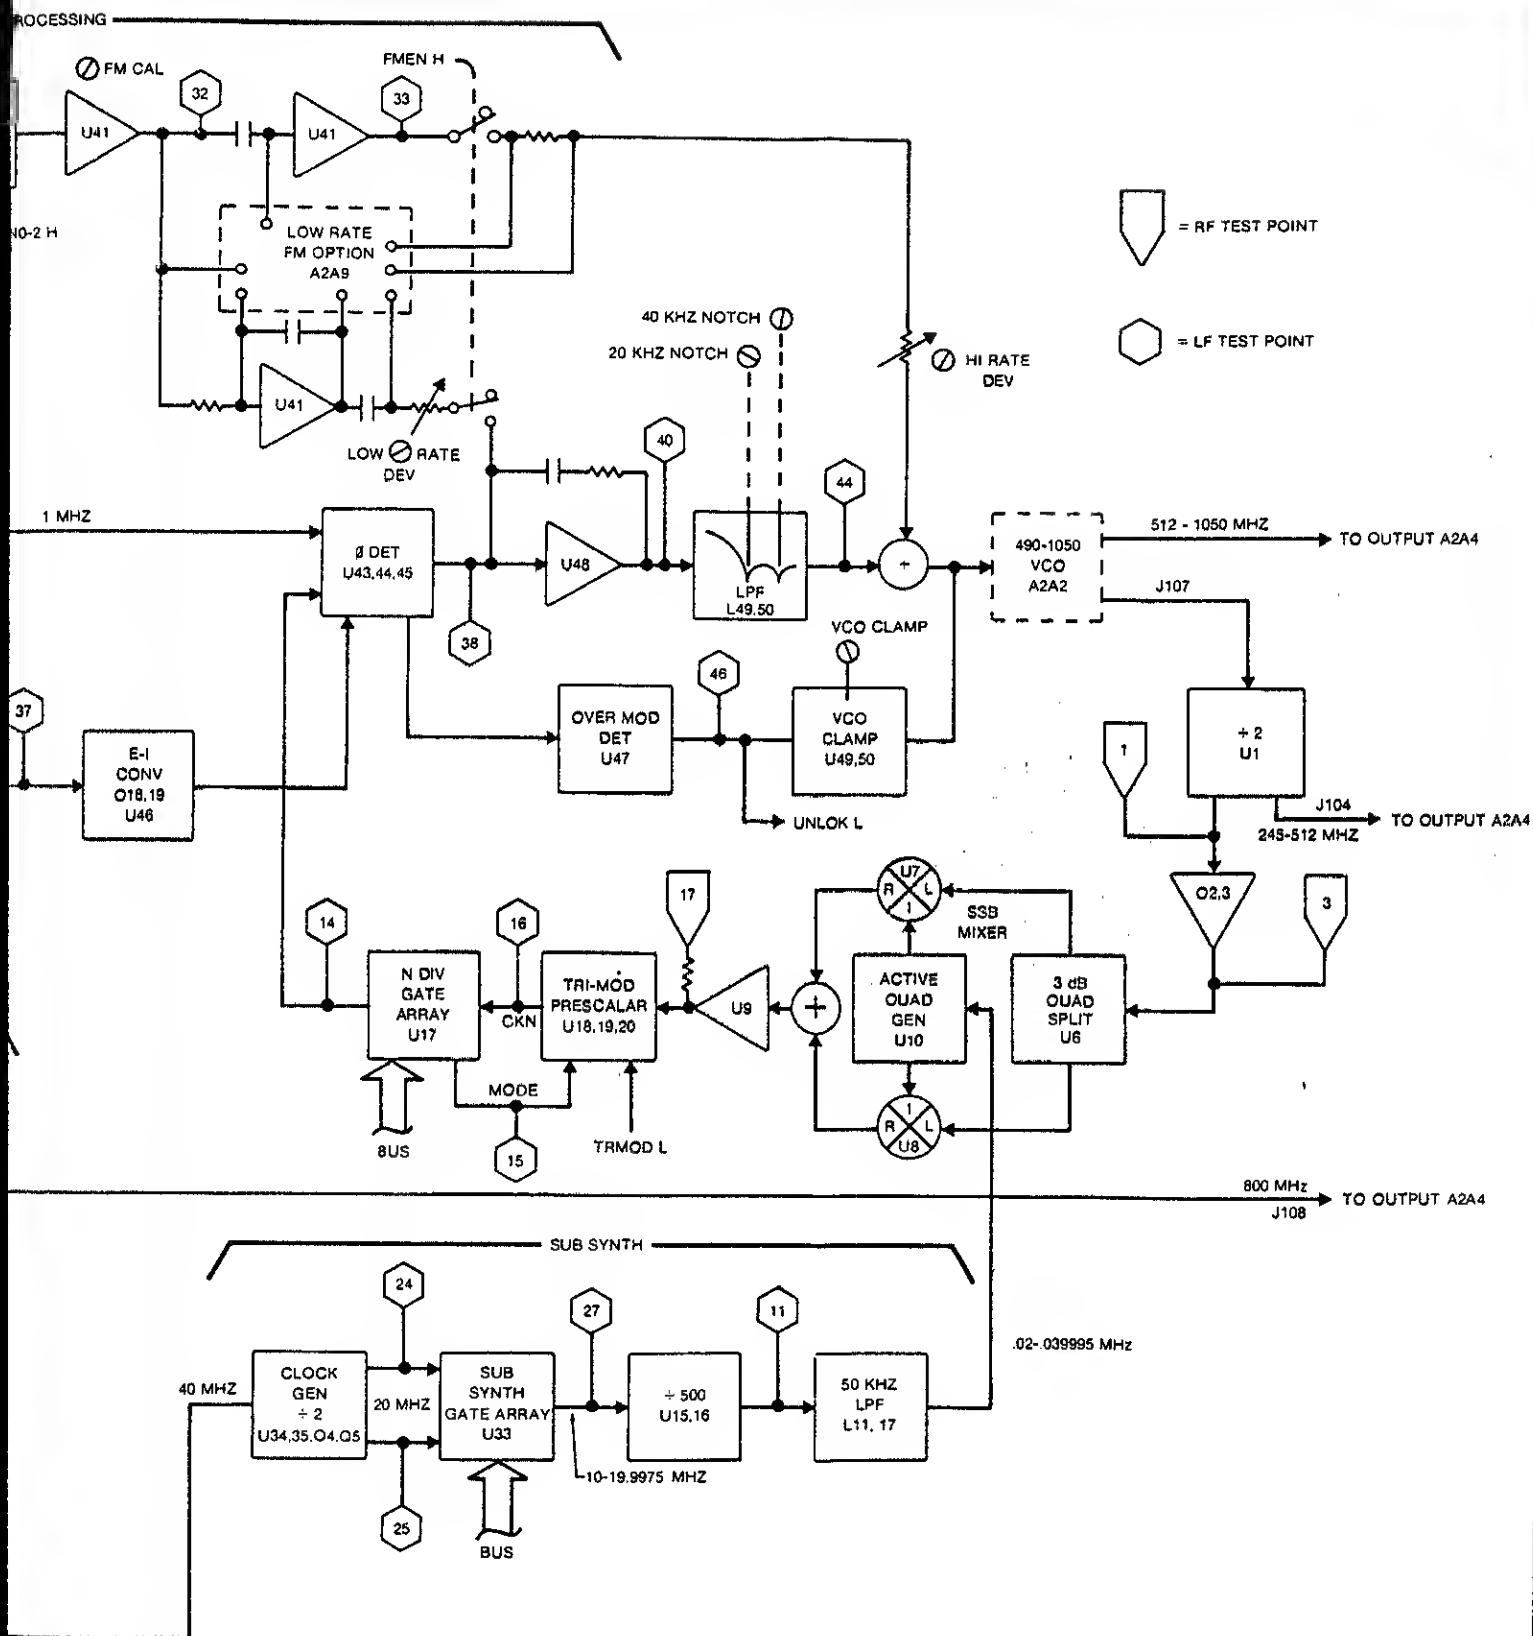 ROCESSING
FM CAL
FMEN H
32
33
U41
U41
N0-2 H
LOW RATE
FM OPTION
A2A9
= RF TEST POINT
= LF TEST POINT
40 KHZ NOTCH
20 KHZ NOTCH
HI RATE
DEV
U41
LOW RATE
DEV
40
44
1 MHZ
Ø DET
U43,44,45
U48
LPF
L49,50
+
490-1050
VCO
A2A2
512 - 1050 MHZ
TO OUTPUT A2A4
J107
38
VCO CLAMP
46
37
OVER MOD
DET
U47
VCO
CLAMP
U49,50
UNLOK L
E-I
CONV
Q18,19
U46
÷ 2
U1
1
J104
TO OUTPUT A2A4
245-512 MHZ
Q2,3
3
14
16
17
U7
R L
I
SSB
MIXER
N DIV
GATE
ARRAY
U17
CKN
TRI-MOD
PRESCALAR
U18,19,20
U9
+
ACTIVE
QUAD
GEN
U10
3 dB
QUAD
SPLIT
U6
MODE
BUS
15
TRMOD L
I
R L
U8
800 MHz
TO OUTPUT A2A4
J108
SUB SYNTH
24
27
11
.02-.039995 MHz
40 MHZ
CLOCK
GEN
÷ 2
U34,35,Q4,Q5
20 MHZ
SUB
SYNTH
GATE ARRAY
U33
÷ 500
U15,16
50 KHZ
LPF
L11, 17
10-19.9975 MHZ
25
BUS